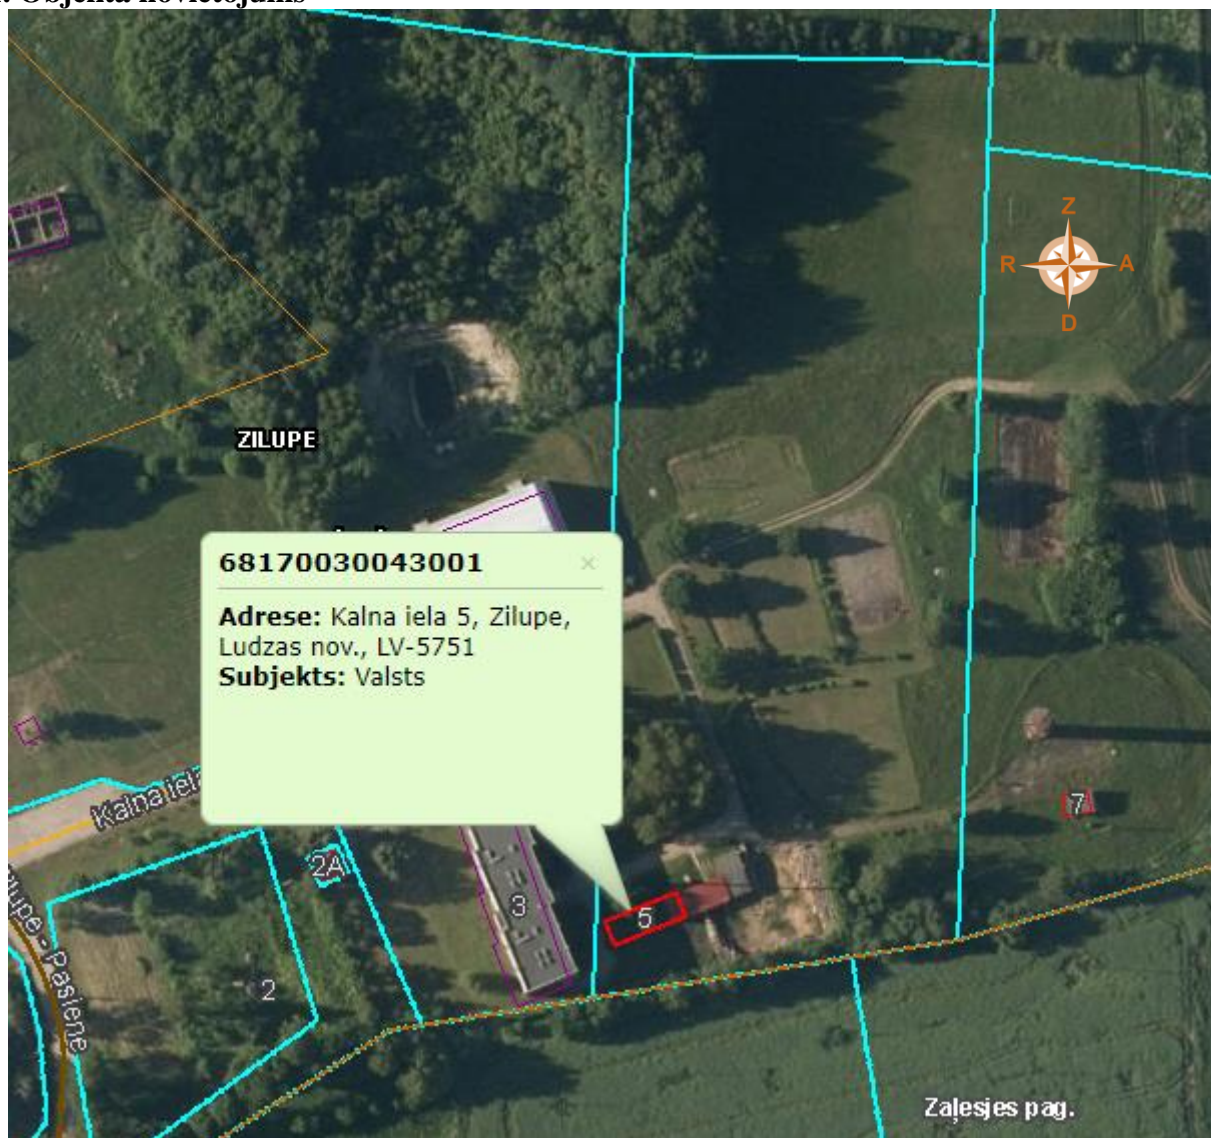 Objekta novietojums
Z
R
A
D
ZILUPE
68170030043001
×
Adrese: Kalna iela 5, Zilupe,
Ludzas nov., LV-5751
Subjekts: Valsts
Kalna iela
7
2A
3
5
2
Zilupe - Pasiene
Zaļesjes pag.